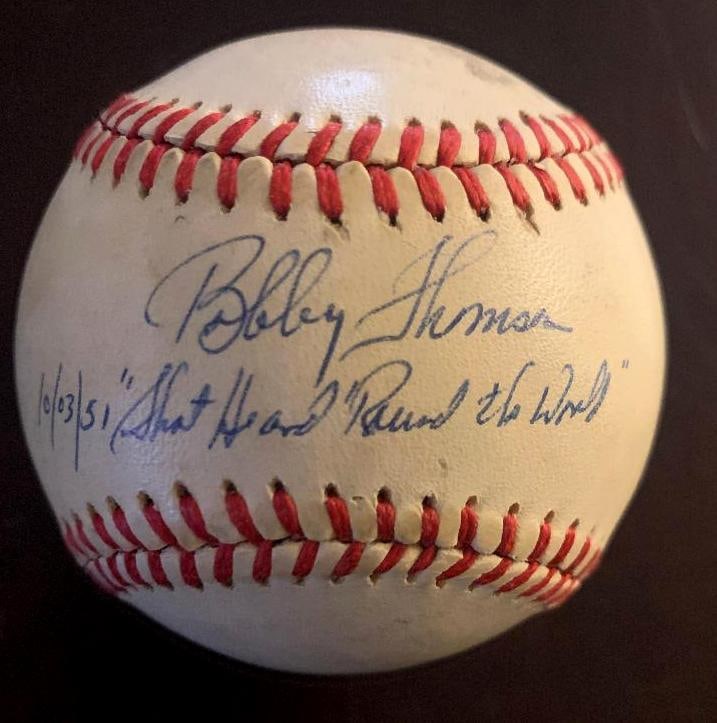 Bobby Thomson
10/03/51 "Shot Heard 'Round the World"